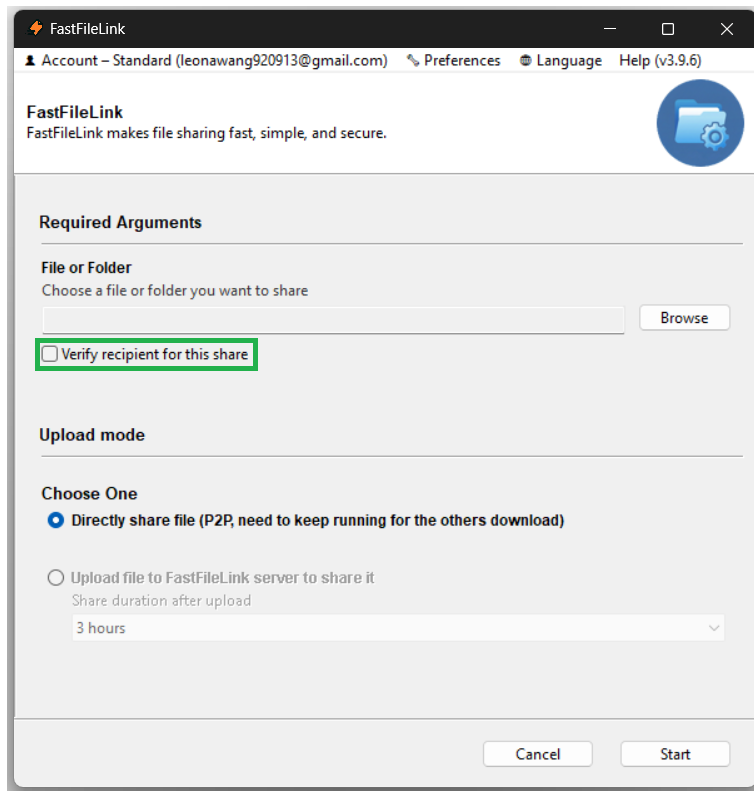 FastFileLink
Account – Standard (leonawang920913@gmail.com) Preferences Language Help (v3.9.6)
FastFileLink
FastFileLink makes file sharing fast, simple, and secure.
Required Arguments
File or Folder
Choose a file or folder you want to share
Browse
Verify recipient for this share
Upload mode
Choose One
Directly share file (P2P, need to keep running for the others download)
Upload file to FastFileLink server to share it
Share duration after upload
3 hours
Cancel Start